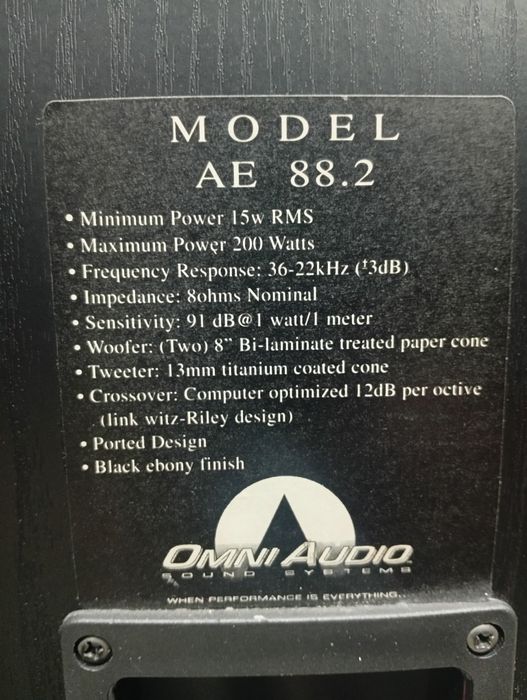 MODEL
AE 88.2
• Minimum Power 15w RMS
• Maximum Power 200 Watts
• Frequency Response: 36-22kHz (‡3dB)
• Impedance: 8ohms Nominal
• Sensitivity: 91 dB@1 watt/1 meter
• Woofer: (Two) 8" Bi-laminate treated paper cone
• Tweeter: 13mm titanium coated cone
• Crossover: Computer optimized 12dB per octive
(link witz-Riley design)
• Ported Design
• Black ebony finish
OMNI AUDIO
SOUND SYSTEMS
WHEN PERFORMANCE IS EVERYTHING.